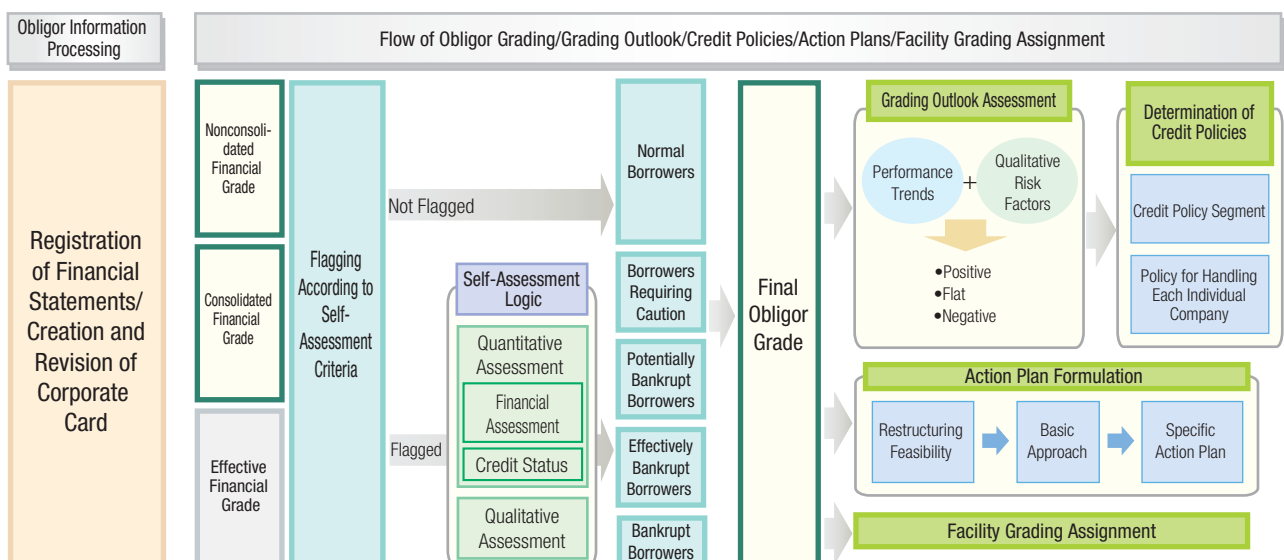 Obligor Information
Processing
Flow of Obligor Grading/Grading Outlook/Credit Policies/Action Plans/Facility Grading Assignment
Registration
of Financial
Statements/
Creation and
Revision of
Corporate
Card
Nonconsoli-
dated
Financial
Grade
Consolidated
Financial
Grade
Effective
Financial
Grade
Flagging
According to
Self-
Assessment
Criteria
Not Flagged
Flagged
Self-Assessment
Logic
Quantitative
Assessment
Financial
Assessment
Credit Status
Qualitative
Assessment
Normal
Borrowers
Borrowers
Requiring
Caution
Potentially
Bankrupt
Borrowers
Effectively
Bankrupt
Borrowers
Bankrupt
Borrowers
Final
Obligor
Grade
Grading Outlook Assessment
Performance
Trends
+
Qualitative
Risk
Factors
●Positive
●Flat
●Negative
Determination of
Credit Policies
Credit Policy Segment
Policy for Handling
Each Individual
Company
Action Plan Formulation
Restructuring
Feasibility
Basic
Approach
Specific
Action Plan
Facility Grading Assignment